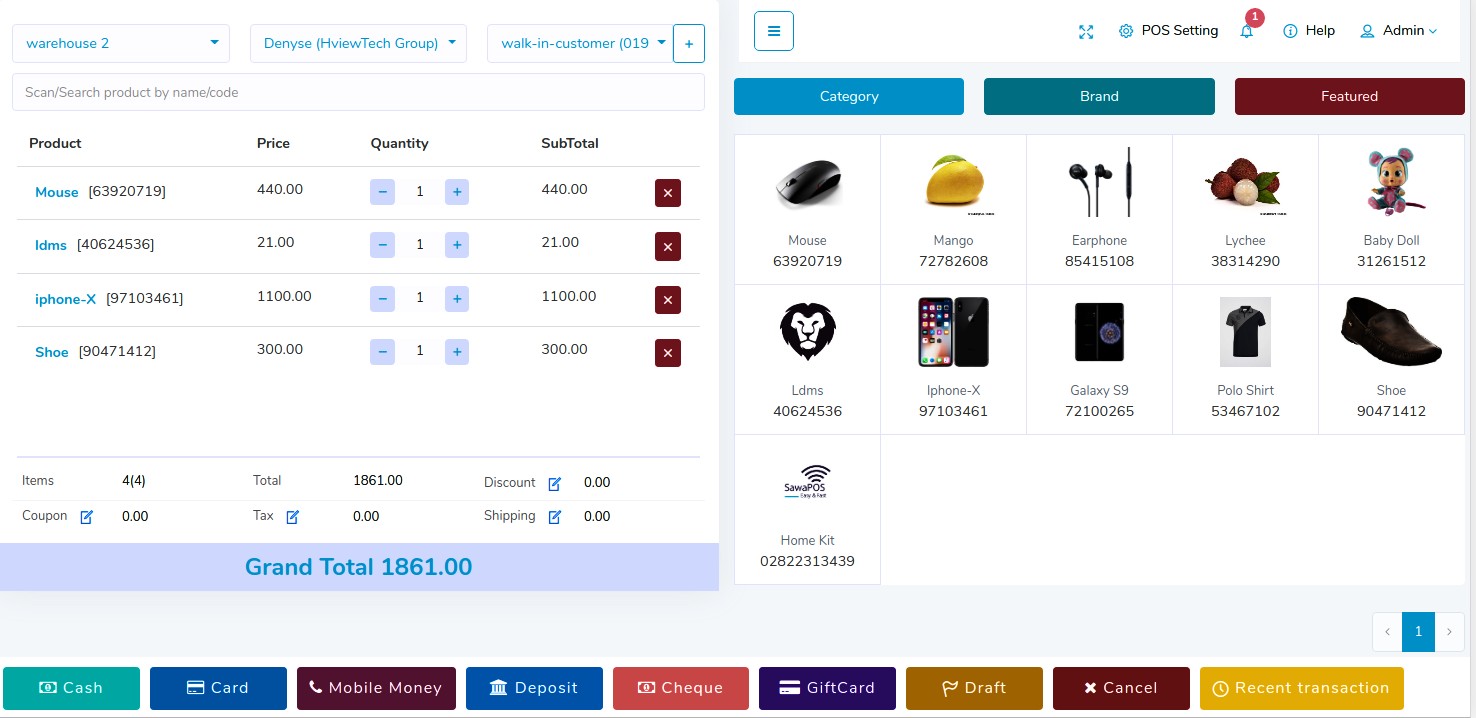 warehouse 2
Denyse (HviewTech Group)
walk-in-customer (019
+
Scan/Search product by name/code
Product Price Quantity SubTotal
Mouse [63920719] 440.00 − 1 + 440.00 ×
ldms [40624536] 21.00 − 1 + 21.00 ×
iphone-X [97103461] 1100.00 − 1 + 1100.00 ×
Shoe [90471412] 300.00 − 1 + 300.00 ×
Items 4(4) Total 1861.00 Discount 0.00
Coupon 0.00 Tax 0.00 Shipping 0.00
Grand Total 1861.00
POS Setting 1 Help Admin
Category Brand Featured
Mouse Mango Earphone Lychee Baby Doll
63920719 72782608 85415108 38314290 31261512
Ldms Iphone-X Galaxy S9 Polo Shirt Shoe
40624536 97103461 72100265 53467102 90471412
SawaPOS
Easy & Fast
Home Kit
02822313439
‹ 1 ›
Cash Card Mobile Money Deposit Cheque GiftCard Draft Cancel Recent transaction